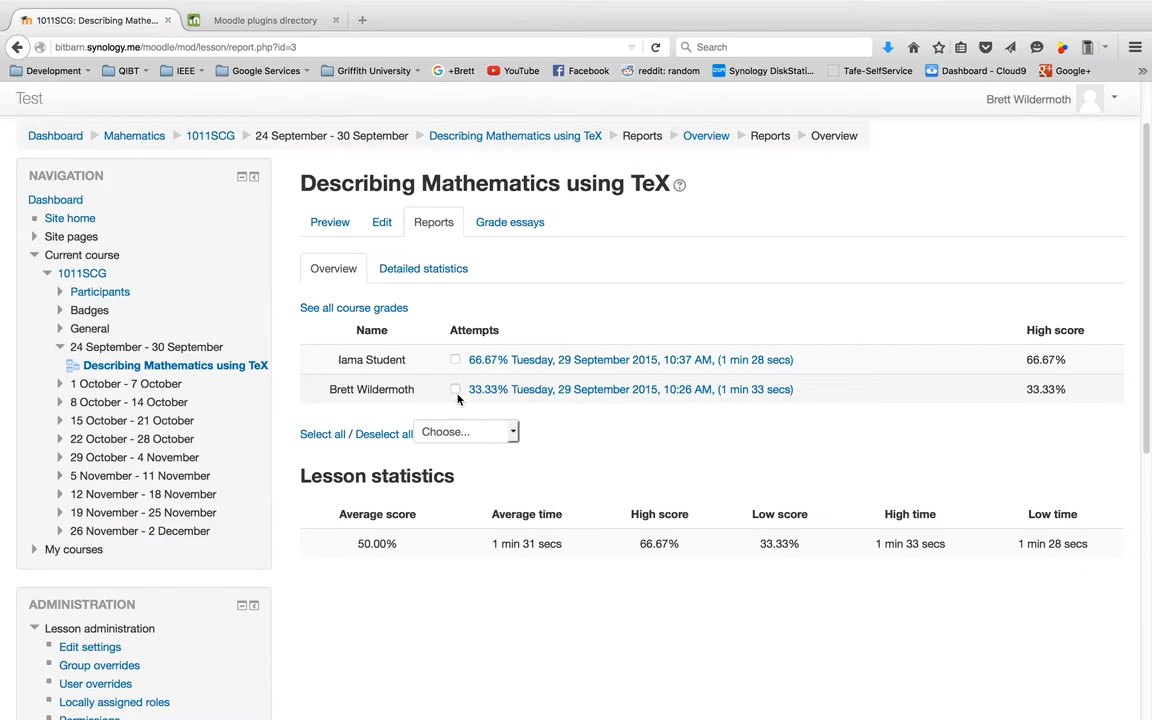 1011SCG: Describing Mathe...
Moodle plugins directory
bitbarn.synology.me/moodle/mod/lesson/report.php?id=3
Search
Development
QIBT
IEEE
Google Services
Griffith University
+Brett
YouTube
Facebook
reddit: random
Synology DiskStati...
Tafe-SelfService
Dashboard - Cloud9
Google+
Test
Brett Wildermoth
Dashboard
Mahematics
1011SCG
24 September - 30 September
Describing Mathematics using TeX
Reports
Overview
Reports
Overview
NAVIGATION
Dashboard
Site home
Site pages
Current course
1011SCG
Participants
Badges
General
24 September - 30 September
Describing Mathematics using TeX
1 October - 7 October
8 October - 14 October
15 October - 21 October
22 October - 28 October
29 October - 4 November
5 November - 11 November
12 November - 18 November
19 November - 25 November
26 November - 2 December
My courses
ADMINISTRATION
Lesson administration
Edit settings
Group overrides
User overrides
Locally assigned roles
Permissions
Describing Mathematics using TeX
Preview Edit Reports Grade essays
Overview Detailed statistics
See all course grades
Name Attempts High score
Iama Student 66.67% Tuesday, 29 September 2015, 10:37 AM, (1 min 28 secs) 66.67%
Brett Wildermoth 33.33% Tuesday, 29 September 2015, 10:26 AM, (1 min 33 secs) 33.33%
Select all / Deselect all Choose...
Lesson statistics
Average score Average time High score Low score High time Low time
50.00% 1 min 31 secs 66.67% 33.33% 1 min 33 secs 1 min 28 secs